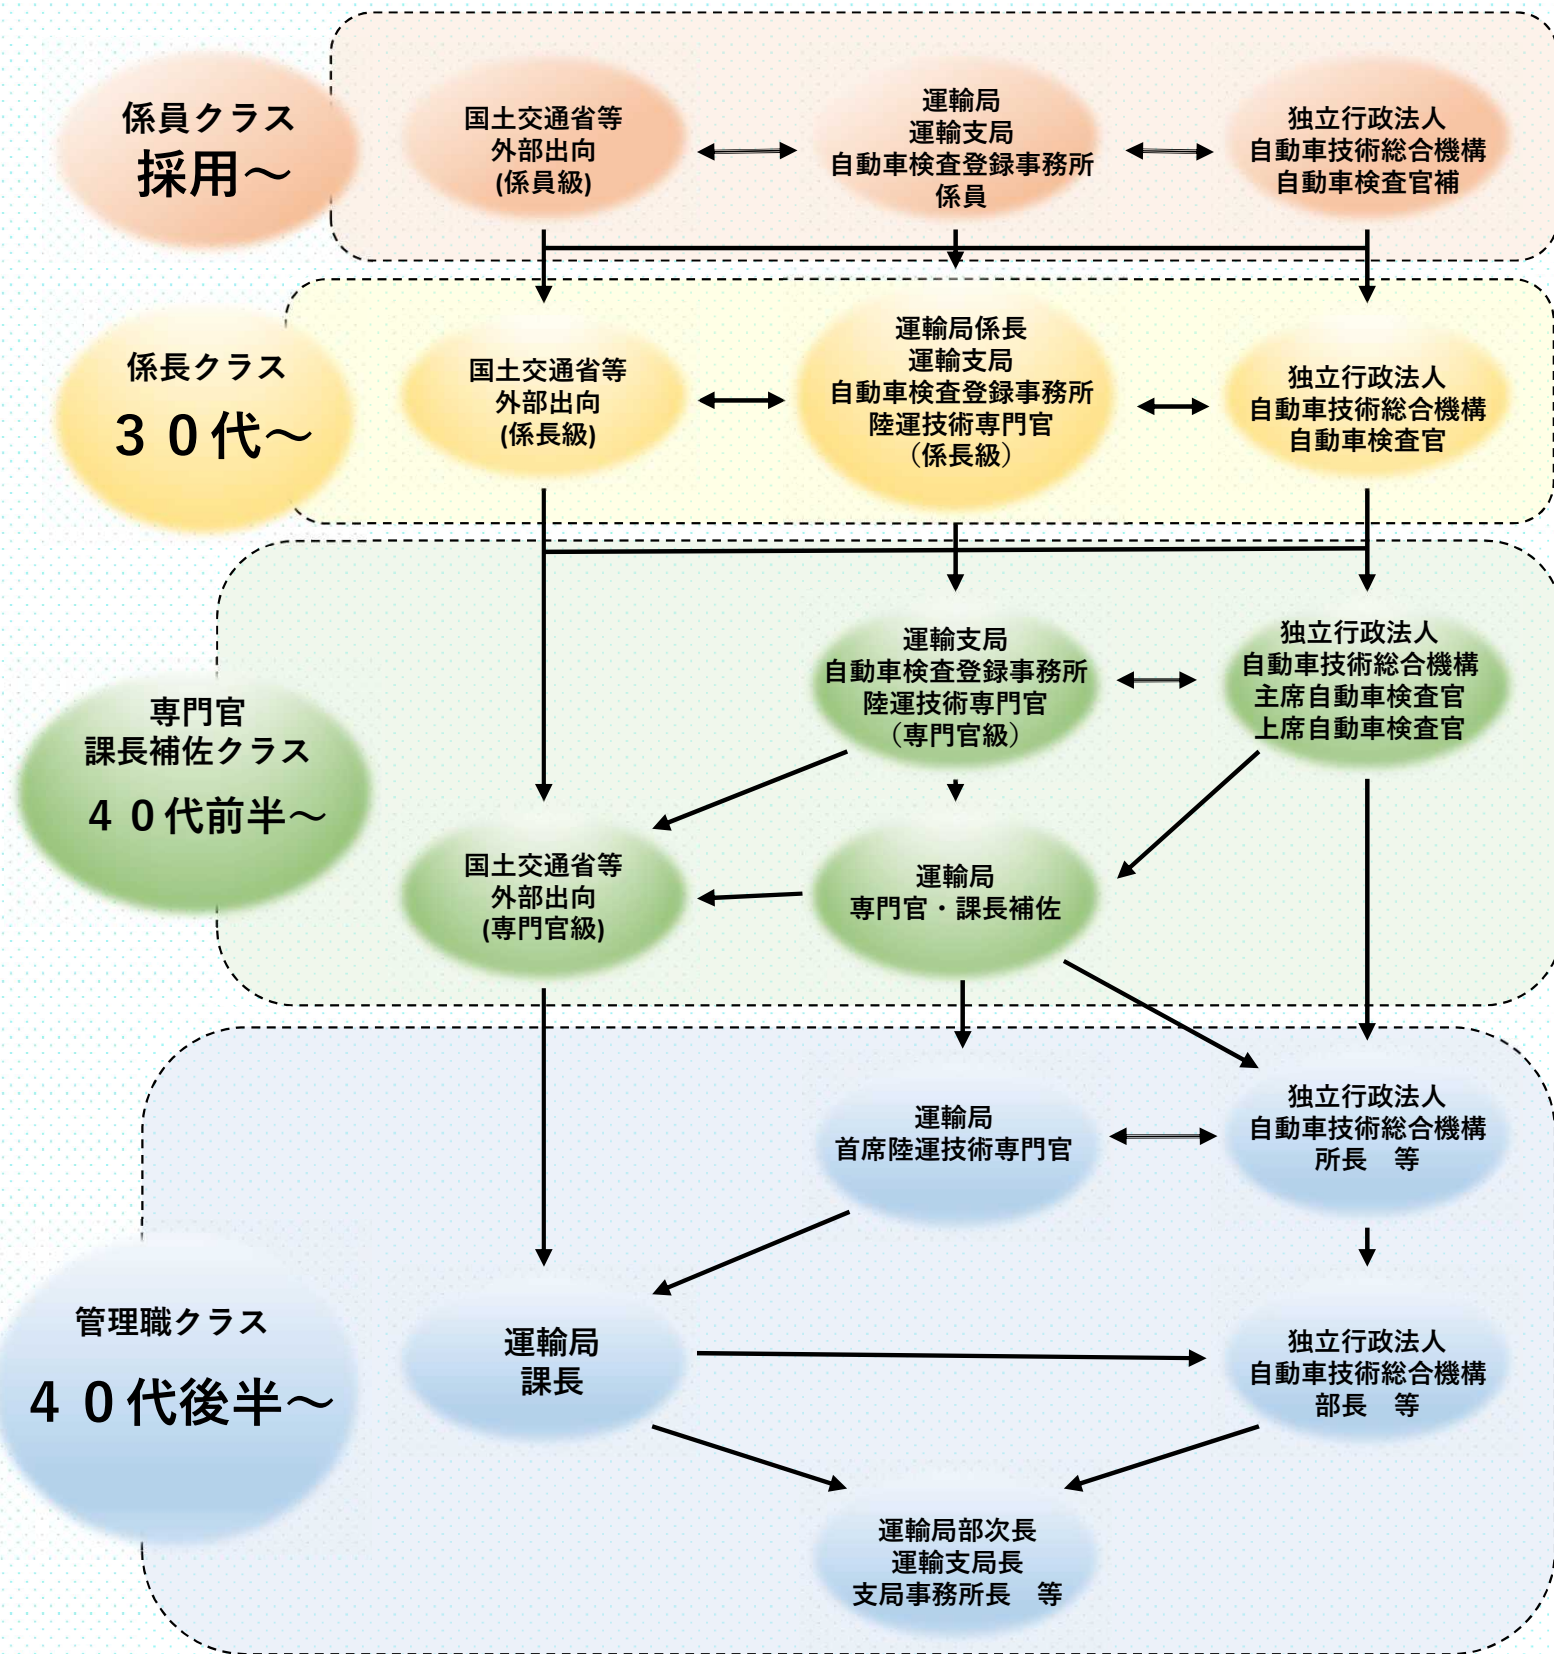 係員クラス
採用～
国土交通省等
外部出向
(係員級)
運輸局
運輸支局
自動車検査登録事務所
係員
独立行政法人
自動車技術総合機構
自動車検査官補
係長クラス
３０代～
国土交通省等
外部出向
(係長級)
運輸局係長
運輸支局
自動車検査登録事務所
陸運技術専門官
（係長級）
独立行政法人
自動車技術総合機構
自動車検査官
専門官
課長補佐クラス
４０代前半～
運輸支局
自動車検査登録事務所
陸運技術専門官
（専門官級）
独立行政法人
自動車技術総合機構
主席自動車検査官
上席自動車検査官
国土交通省等
外部出向
(専門官級)
運輸局
専門官・課長補佐
管理職クラス
４０代後半～
運輸局
首席陸運技術専門官
独立行政法人
自動車技術総合機構
所長　等
運輸局
課長
独立行政法人
自動車技術総合機構
部長　等
運輸局部次長
運輸支局長
支局事務所長　等